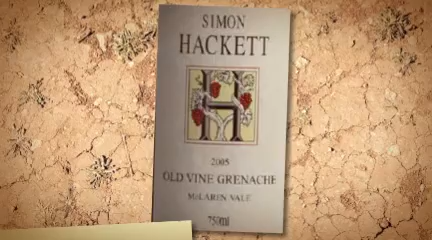 SIMON
HACKETT
H
2005
OLD VINE GRENACHE
McLAREN VALE
750ml